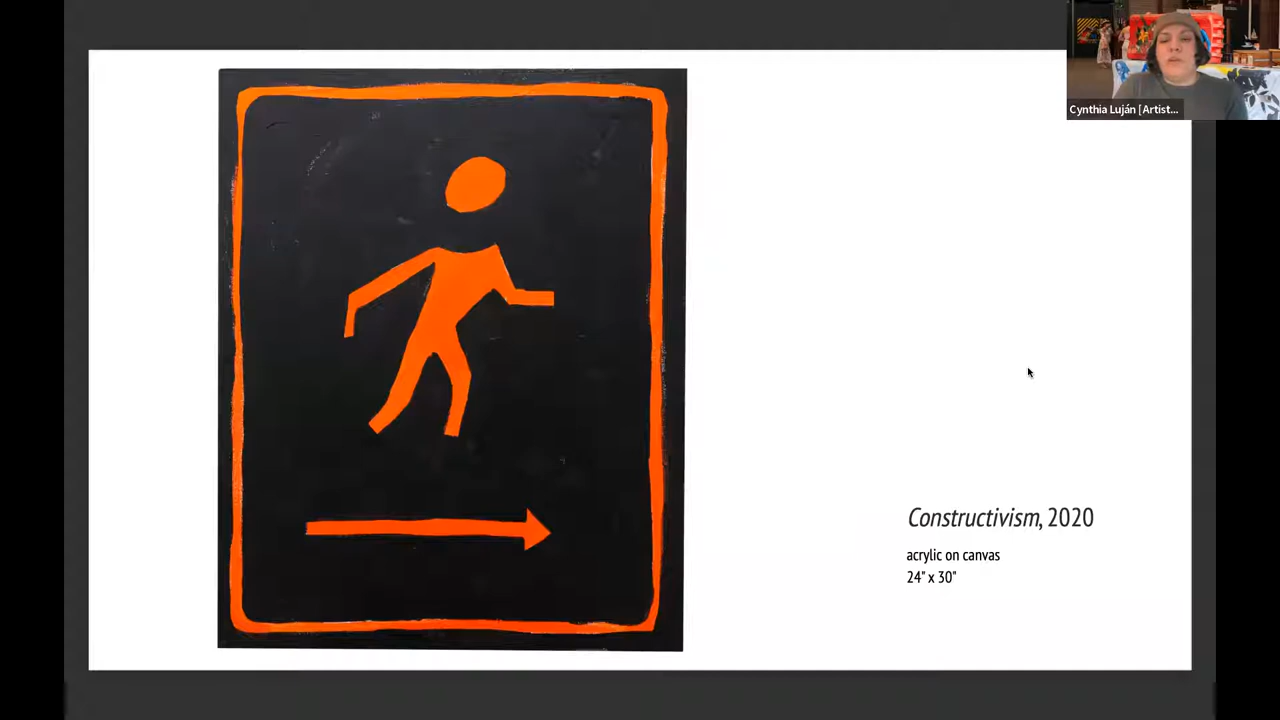 Cynthia Luján [Artist...
Constructivism, 2020
acrylic on canvas
24" x 30"